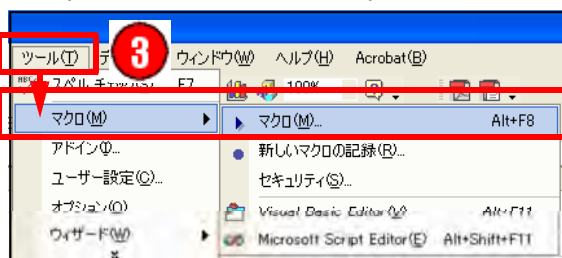 ツール(T) デ 3 ウィンドウ(W) ヘルプ(H) Acrobat(B)
スペル チェック(S)... F7 100%
マクロ(M) マクロ(M)... Alt+F8
アドイン(I)... 新しいマクロの記録(R)...
ユーザー設定(C)... セキュリティ(S)...
オプション(O)... Visual Basic Editor(V) Alt+F11
ウィザード(W) Microsoft Script Editor(E) Alt+Shift+F11